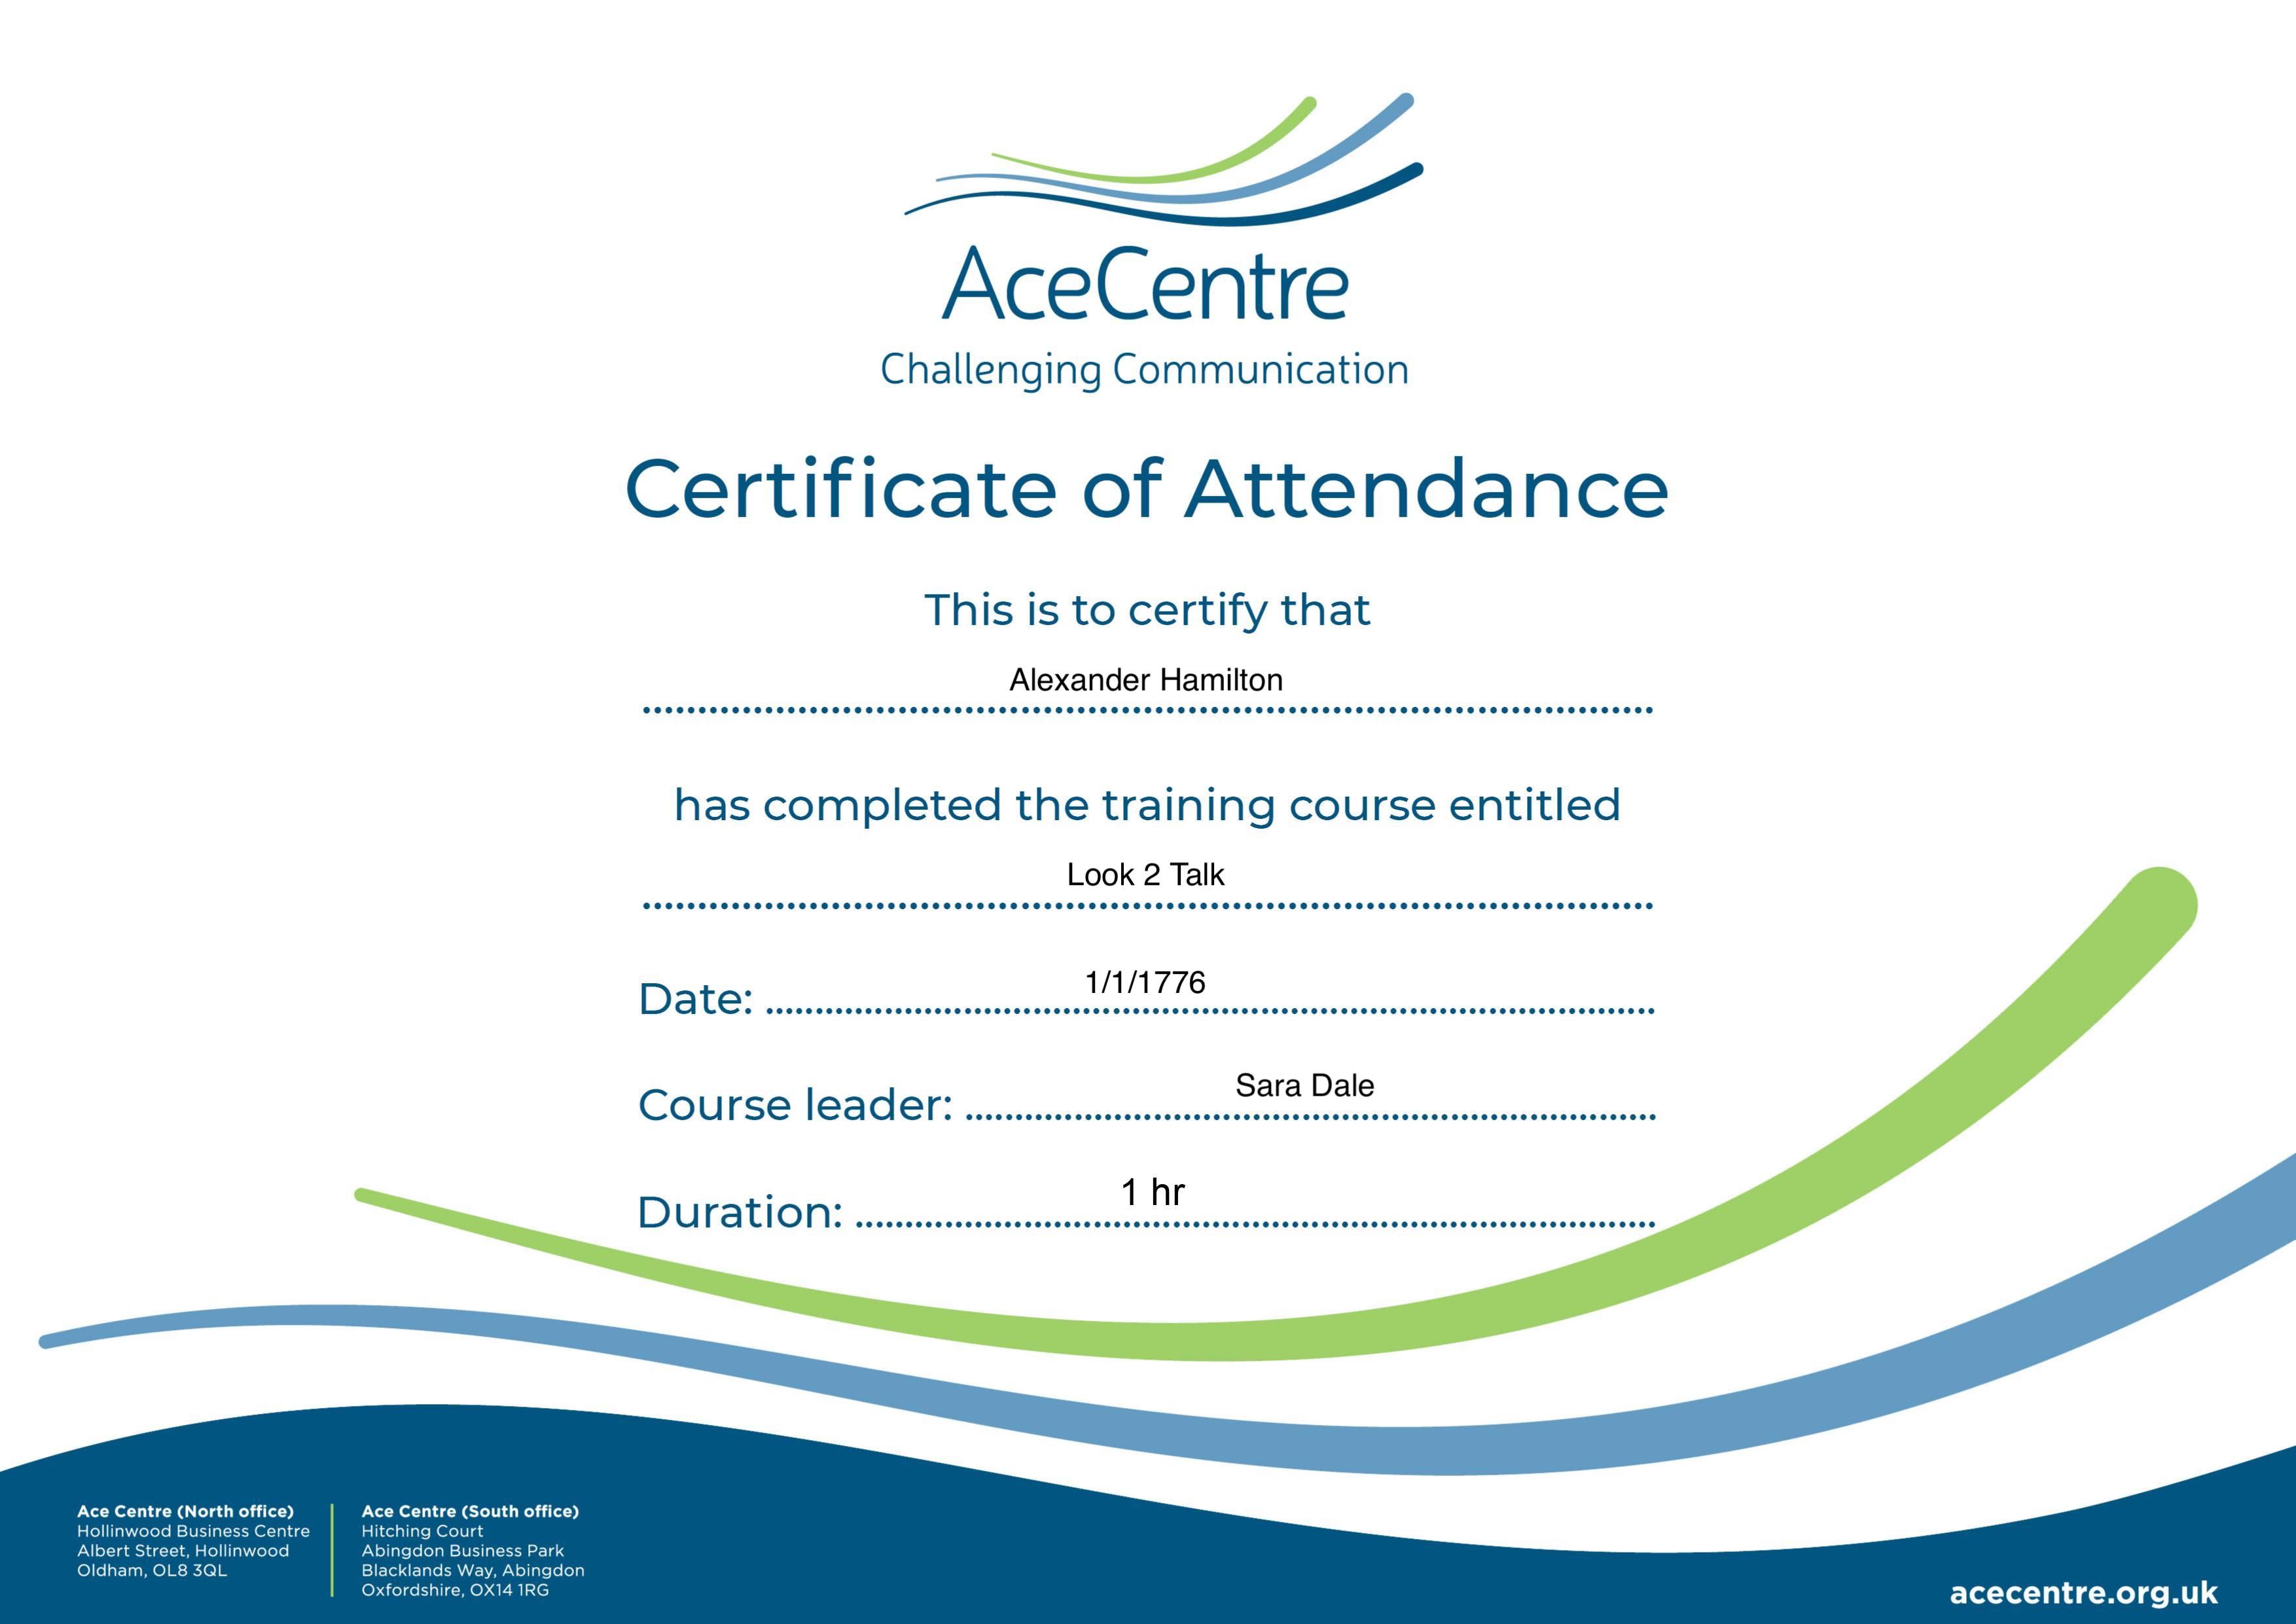 AceCentre
Challenging Communication
Certificate of Attendance
This is to certify that
Alexander Hamilton
has completed the training course entitled
Look 2 Talk
Date: 1/1/1776
Course leader: Sara Dale
Duration: 1 hr
Ace Centre (North office)
Hollinwood Business Centre
Albert Street, Hollinwood
Oldham, OL8 3QL
Ace Centre (South office)
Hitching Court
Abingdon Business Park
Blacklands Way, Abingdon
Oxfordshire, OX14 1RG
acecentre.org.uk